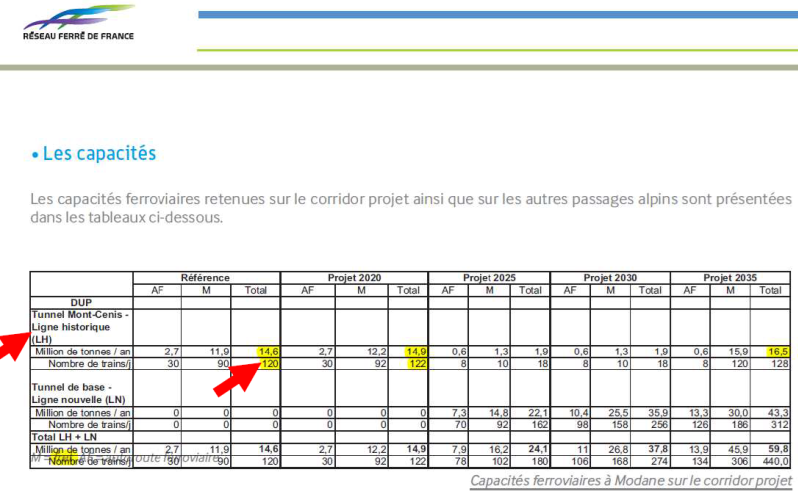 RÉSEAU FERRÉ DE FRANCE
• Les capacités
Les capacités ferroviaires retenues sur le corridor projet ainsi que sur les autres passages alpins sont présentées
dans les tableaux ci-dessous.
Référence Projet 2020 Projet 2025 Projet 2030 Projet 2035
AF M Total AF M Total AF M Total AF M Total AF M Total
DUP
Tunnel Mont-Cenis -
Ligne historique
(LH)
Million de tonnes / an 2,7 11,9 14,6 2,7 12,2 14,9 0,6 1,3 1,9 0,6 1,3 1,9 0,6 15,9 16,5
Nombre de trains/j 30 90 120 30 92 122 8 10 18 8 10 18 8 120 128
Tunnel de base -
Ligne nouvelle (LN)
Million de tonnes / an 0 0 0 0 0 0 7,3 14,8 22,1 10,4 25,5 35,9 13,3 30,0 43,3
Nombre de trains/j 0 0 0 0 0 0 70 92 162 98 158 256 126 186 312
Total LH + LN
Million de tonnes / an 2,7 11,9 14,6 2,7 12,2 14,9 7,9 16,2 24,1 11 26,8 37,8 13,9 45,9 59,8
Nombre de trains/j 30 90 120 30 92 122 78 102 180 106 168 274 134 306 440,0
Capacités ferroviaires à Modane sur le corridor projet